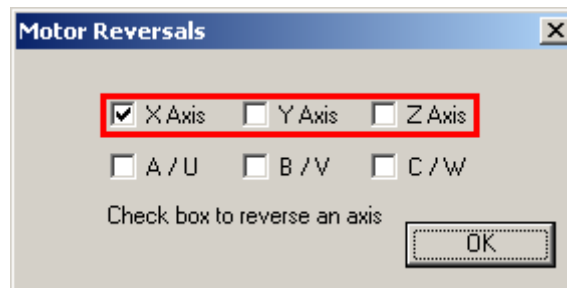 Motor Reversals
X Axis Y Axis Z Axis
A / U B / V C / W
Check box to reverse an axis
OK